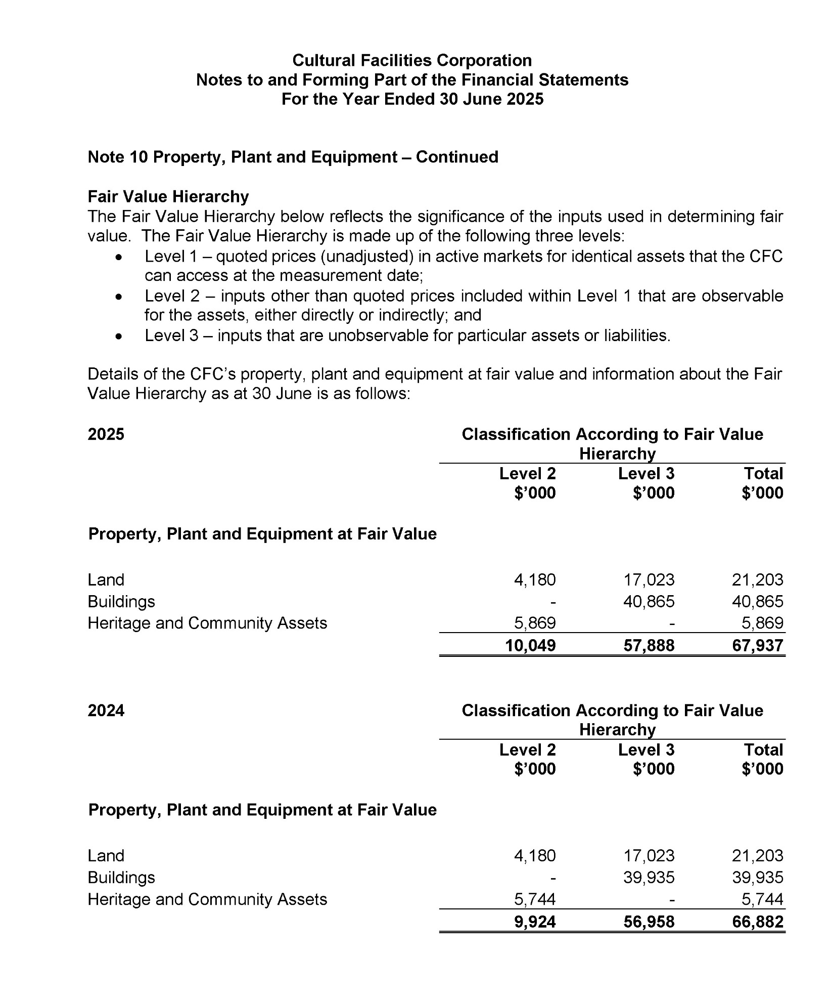 Cultural Facilities Corporation
Notes to and Forming Part of the Financial Statements
For the Year Ended 30 June 2025
Note 10 Property, Plant and Equipment – Continued
Fair Value Hierarchy
The Fair Value Hierarchy below reflects the significance of the inputs used in determining fair
value.  The Fair Value Hierarchy is made up of the following three levels:
• Level 1 – quoted prices (unadjusted) in active markets for identical assets that the CFC
can access at the measurement date;
• Level 2 – inputs other than quoted prices included within Level 1 that are observable
for the assets, either directly or indirectly; and
• Level 3 – inputs that are unobservable for particular assets or liabilities.
Details of the CFC’s property, plant and equipment at fair value and information about the Fair
Value Hierarchy as at 30 June is as follows:
2025 Classification According to Fair Value
Hierarchy
Level 2 Level 3 Total
$’000 $’000 $’000
Property, Plant and Equipment at Fair Value
Land 4,180 17,023 21,203
Buildings - 40,865 40,865
Heritage and Community Assets 5,869 - 5,869
10,049 57,888 67,937
2024 Classification According to Fair Value
Hierarchy
Level 2 Level 3 Total
$’000 $’000 $’000
Property, Plant and Equipment at Fair Value
Land 4,180 17,023 21,203
Buildings - 39,935 39,935
Heritage and Community Assets 5,744 - 5,744
9,924 56,958 66,882